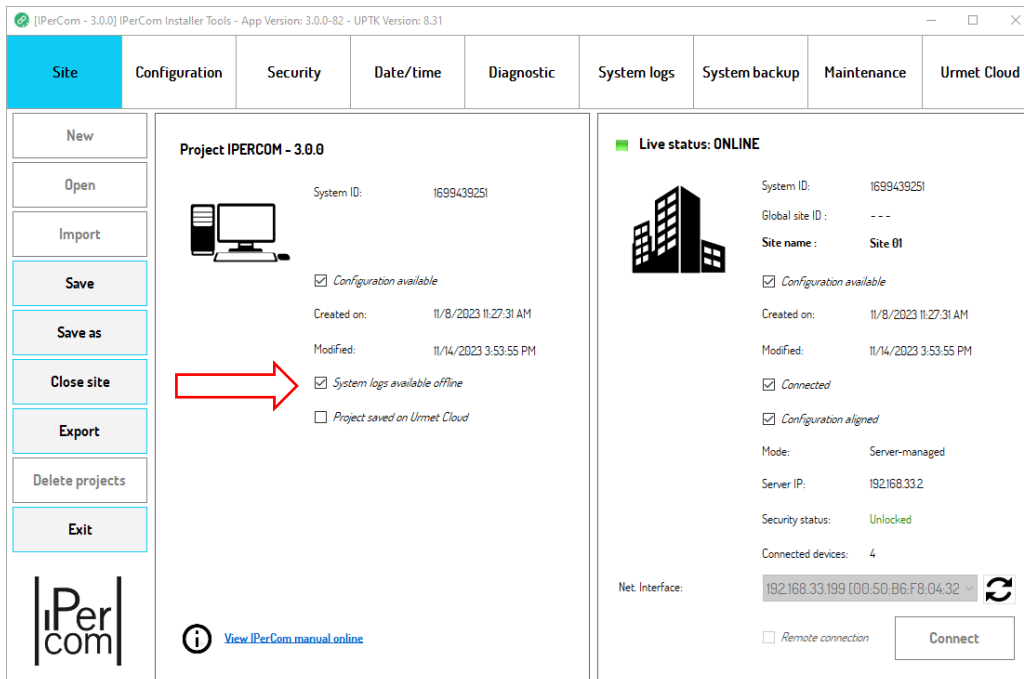 [IPerCom - 3.0.0] IPerCom Installer Tools - App Version: 3.0.0-82 - UPTK Version: 8.31
Site
Configuration
Security
Date/time
Diagnostic
System logs
System backup
Maintenance
Urmet Cloud
New
Open
Import
Save
Save as
Close site
Export
Delete projects
Exit
IPer
com
Project IPERCOM - 3.0.0
System ID: 1699439251
Configuration available
Created on: 11/8/2023 11:27:31 AM
Modified: 11/14/2023 3:53:55 PM
System logs available offline
Project saved on Urmet Cloud
View IPerCom manual online
Live status: ONLINE
System ID: 1699439251
Global site ID : - - -
Site name : Site 01
Configuration available
Created on: 11/8/2023 11:27:31 AM
Modified: 11/14/2023 3:53:55 PM
Connected
Configuration aligned
Mode: Server-managed
Server IP: 192.168.33.2
Security status: Unlocked
Connected devices: 4
Net. Interface: 192.168.33.199 [00:50:B6:F8:04:32
Remote connection
Connect